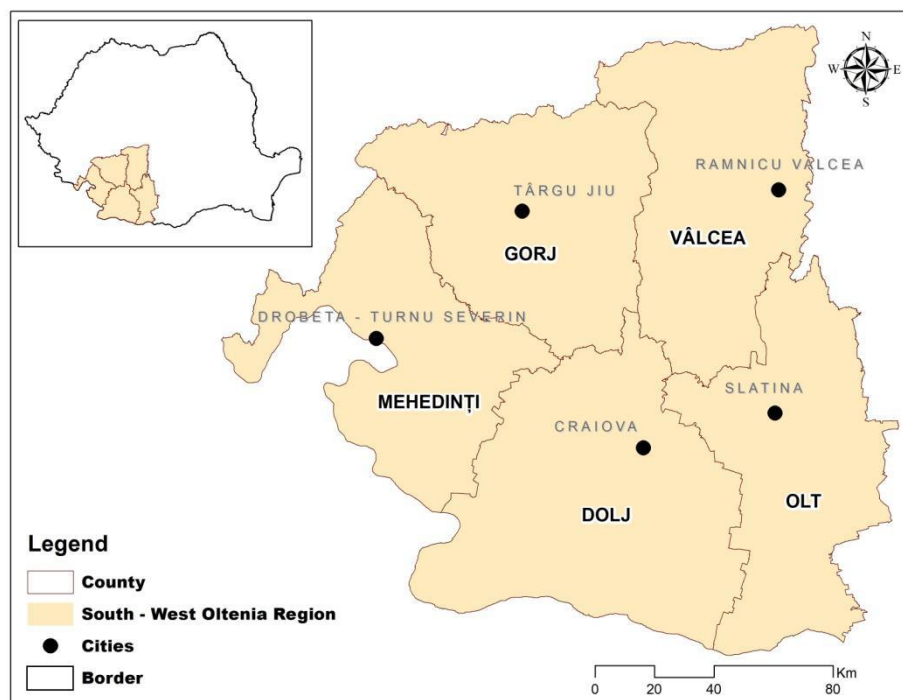 N
W E
S
RAMNICU VALCEA
TÂRGU JIU
VÂLCEA
GORJ
DROBETA - TURNU SEVERIN
SLATINA
MEHEDINȚI
CRAIOVA
OLT
DOLJ
Legend
County
South - West Oltenia Region
Cities
Border
Km
0 20 40 80